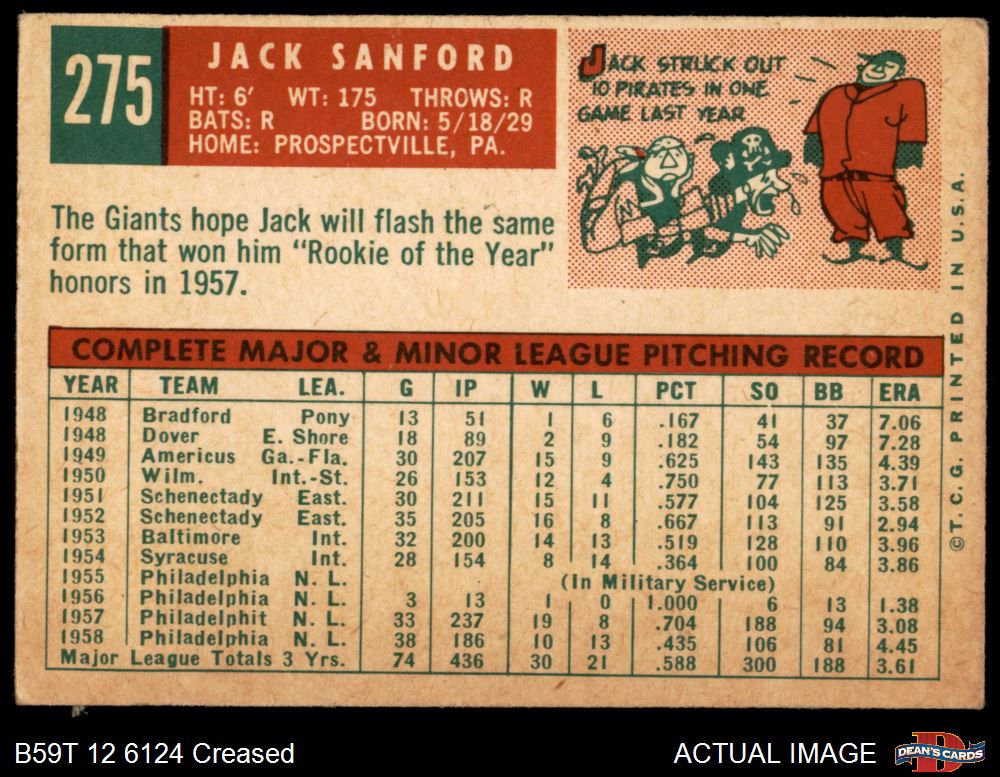 275
JACK SANFORD
HT: 6' WT: 175 THROWS: R
BATS: R BORN: 5/18/29
HOME: PROSPECTVILLE, PA.
JACK STRUCK OUT
10 PIRATES IN ONE
GAME LAST YEAR
The Giants hope Jack will flash the same
form that won him "Rookie of the Year"
honors in 1957.
COMPLETE MAJOR & MINOR LEAGUE PITCHING RECORD
YEAR TEAM LEA. G IP W L PCT SO BB ERA
1948 Bradford Pony 13 51 1 6 .167 41 37 7.06
1948 Dover E. Shore 18 89 2 9 .182 54 97 7.28
1949 Americus Ga.-Fla. 30 207 15 9 .625 143 135 4.39
1950 Wilm. Int.-St. 26 153 12 4 .750 77 113 3.71
1951 Schenectady East. 30 211 15 11 .577 104 125 3.58
1952 Schenectady East. 35 205 16 8 .667 113 91 2.94
1953 Baltimore Int. 32 200 14 13 .519 128 110 3.96
1954 Syracuse Int. 28 154 8 14 .364 100 84 3.86
1955 Philadelphia N. L. (In Military Service)
1956 Philadelphia N. L. 3 13 1 0 1.000 6 13 1.38
1957 Philadelphit N. L. 33 237 19 8 .704 188 94 3.08
1958 Philadelphia N. L. 38 186 10 13 .435 106 81 4.45
Major League Totals 3 Yrs. 74 436 30 21 .588 300 188 3.61
©T. C. G. PRINTED IN U.S.A.
B59T 12 6124 Creased
ACTUAL IMAGE
D
DEAN'S CARDS